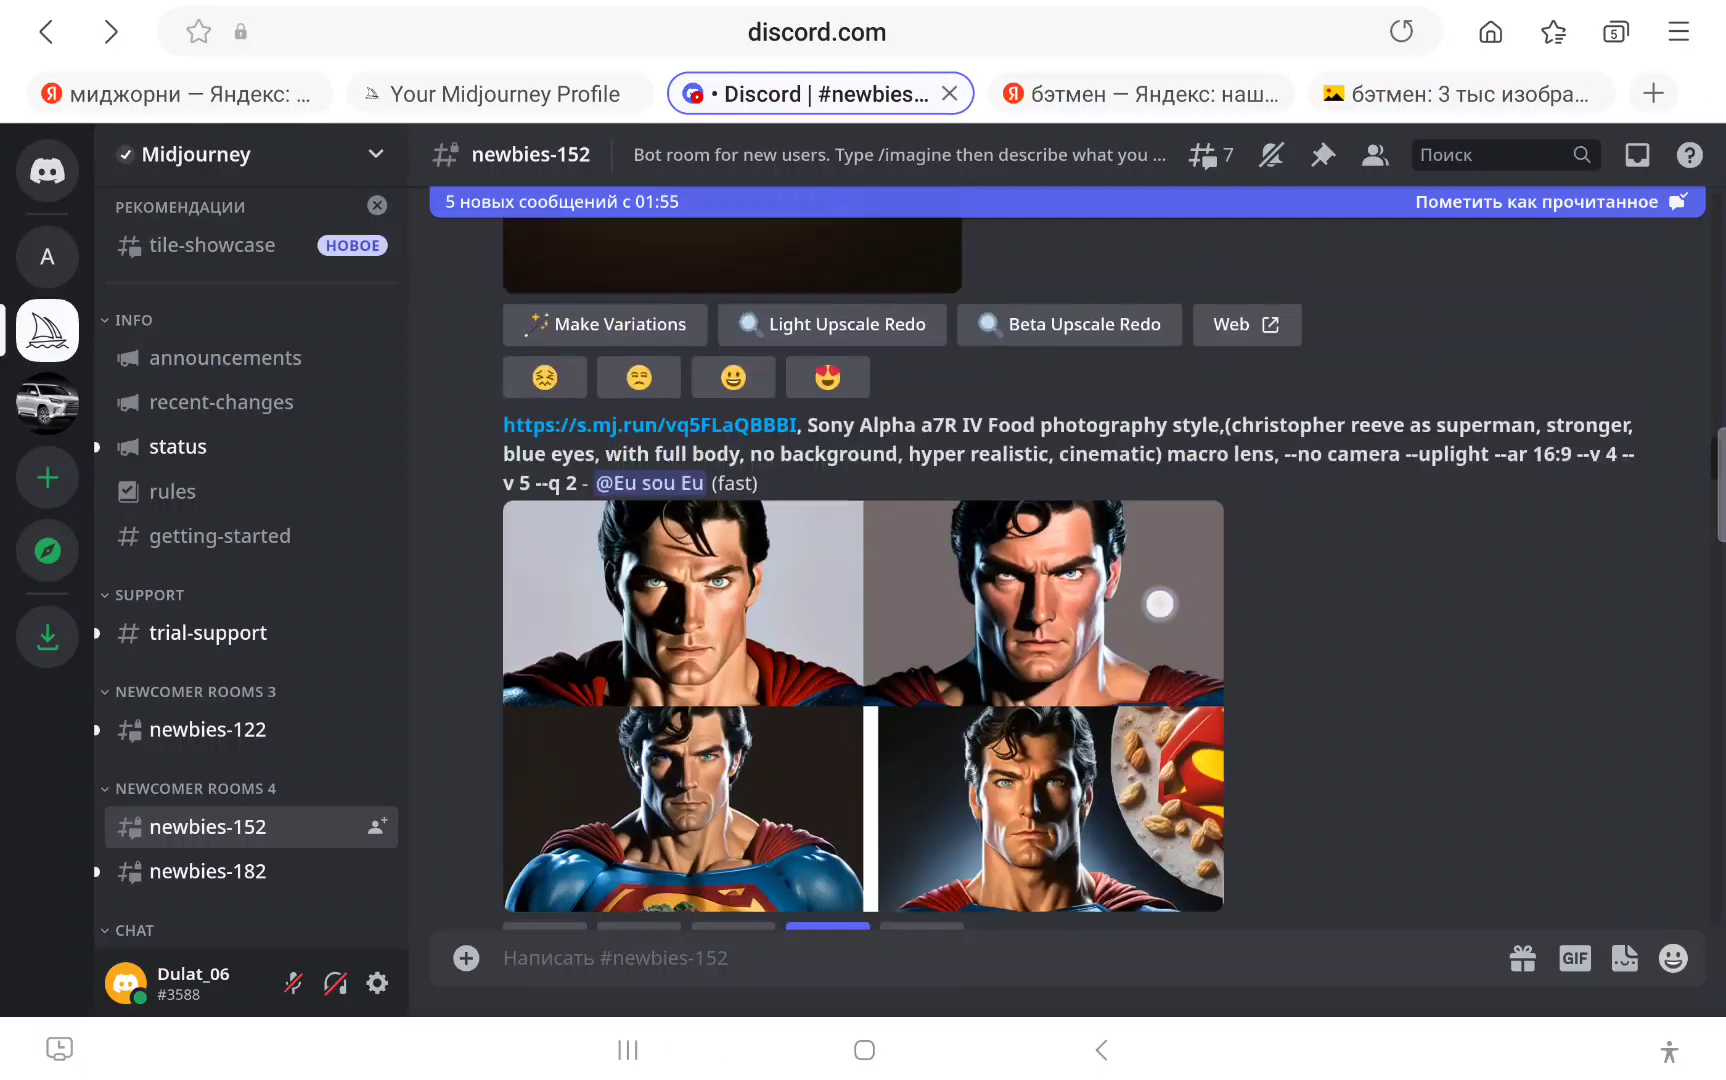 discord.com
5
миджорни — Яндекс: ...
Your Midjourney Profile
• Discord | #newbies...
бэтмен — Яндекс: наш...
бэтмен: 3 тыс изобра...
Midjourney
newbies-152
Bot room for new users. Type /imagine then describe what you ...
7
Поиск
5 новых сообщений с 01:55
Пометить как прочитанное
РЕКОМЕНДАЦИИ
tile-showcase
НОВОЕ
A
INFO
announcements
recent-changes
status
rules
getting-started
SUPPORT
trial-support
NEWCOMER ROOMS 3
newbies-122
NEWCOMER ROOMS 4
newbies-152
newbies-182
CHAT
Dulat_06
#3588
Make Variations
Light Upscale Redo
Beta Upscale Redo
Web
https://s.mj.run/vq5FLaQBBBI, Sony Alpha a7R IV Food photography style,(christopher reeve as superman, stronger,
blue eyes, with full body, no background, hyper realistic, cinematic) macro lens, --no camera --uplight --ar 16:9 --v 4 --
v 5 --q 2 - @Eu sou Eu (fast)
Написать #newbies-152
GIF